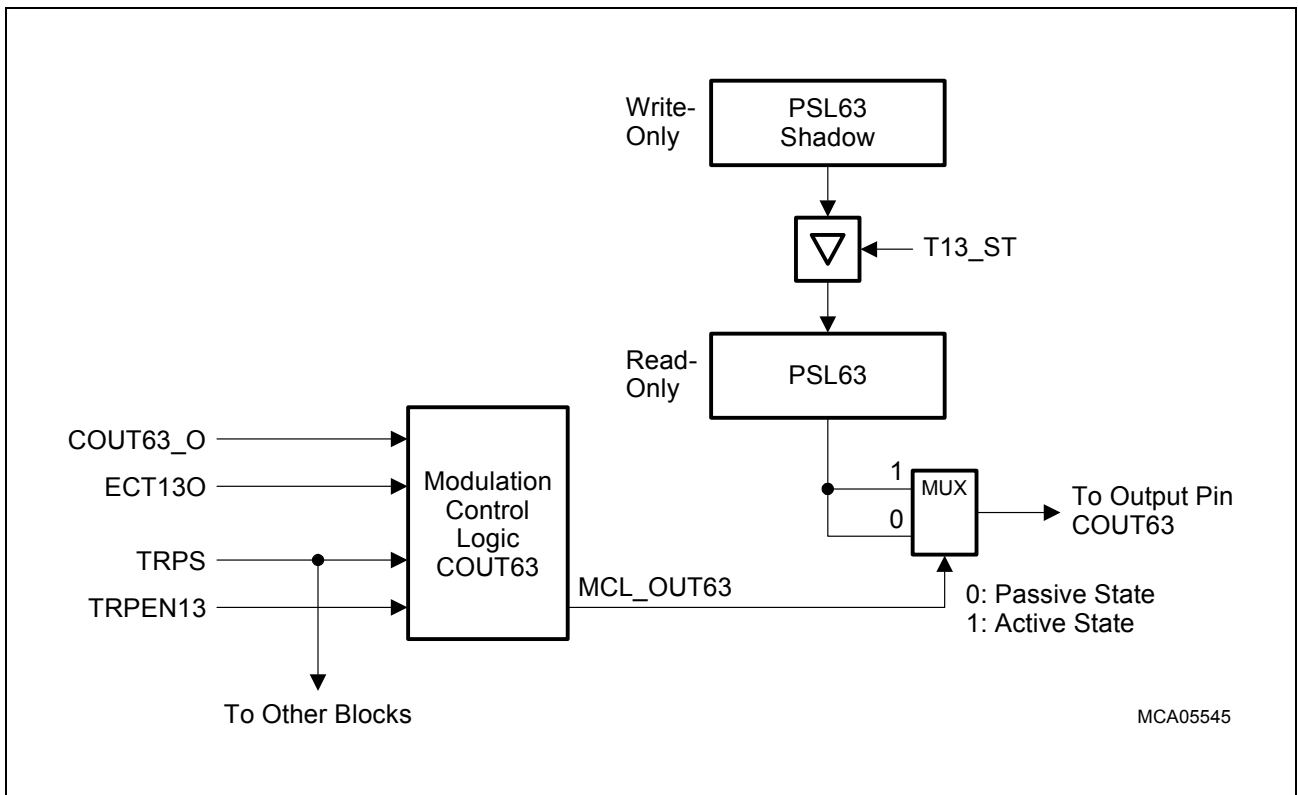 Write-
Only
PSL63
Shadow
T13_ST
Read-
Only
PSL63
COUT63_O
ECT13O
TRPS
TRPEN13
Modulation
Control
Logic
COUT63
MCL_OUT63
1
0
MUX
To Output Pin
COUT63
0: Passive State
1: Active State
To Other Blocks
MCA05545